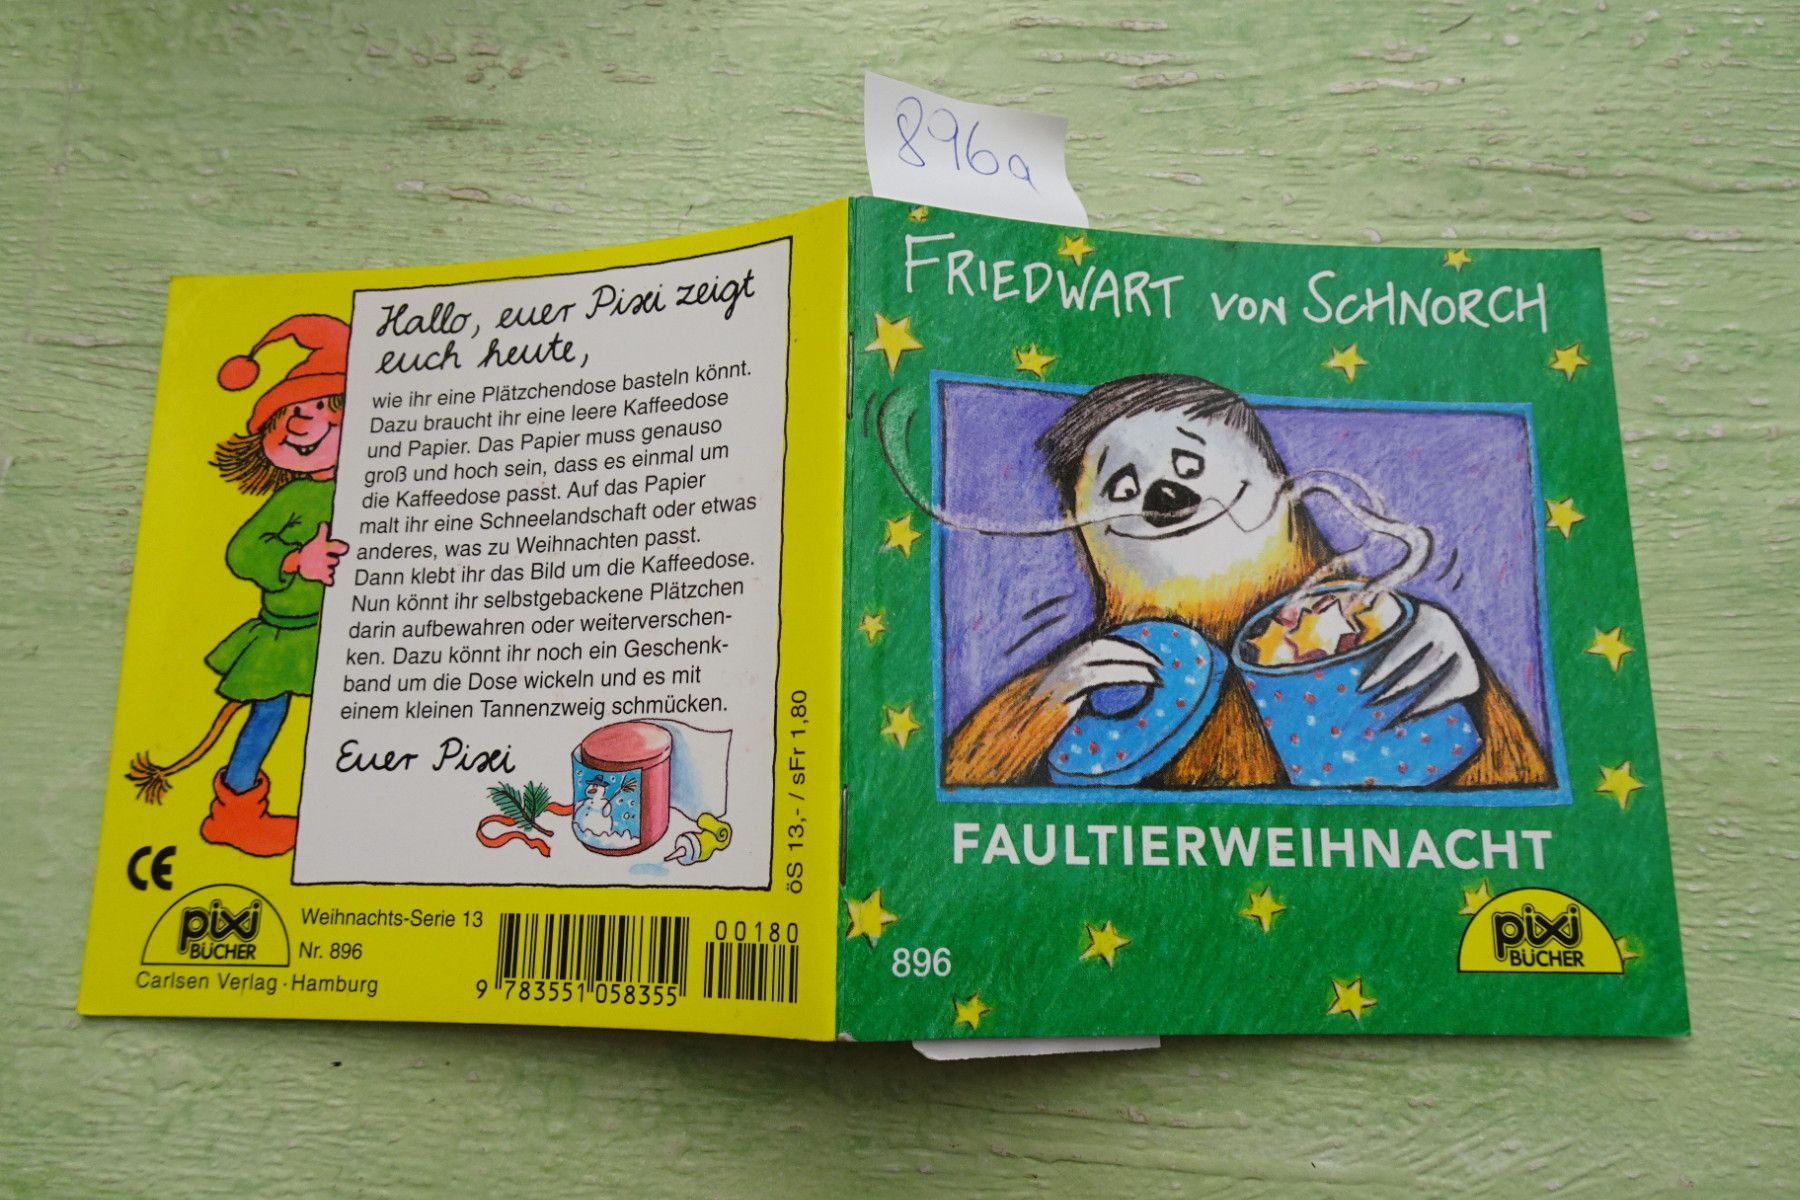 896a
Hallo, euer Pixi zeigt
euch heute,
wie ihr eine Plätzchendose basteln könnt.
Dazu braucht ihr eine leere Kaffeedose
und Papier. Das Papier muss genauso
groß und hoch sein, dass es einmal um
die Kaffeedose passt. Auf das Papier
malt ihr eine Schneelandschaft oder etwas
anderes, was zu Weihnachten passt.
Dann klebt ihr das Bild um die Kaffeedose.
Nun könnt ihr selbstgebackene Plätzchen
darin aufbewahren oder weiterverschen-
ken. Dazu könnt ihr noch ein Geschenk-
band um die Dose wickeln und es mit
einem kleinen Tannenzweig schmücken.
Euer Pixi
öS 13,- / sFr 1,80
CE
pixi
BÜCHER
Weihnachts-Serie 13
Nr. 896
Carlsen Verlag · Hamburg
9 783551 058355
00180
FRIEDWART VON SCHNORCH
FAULTIERWEIHNACHT
896
pixi
BÜCHER